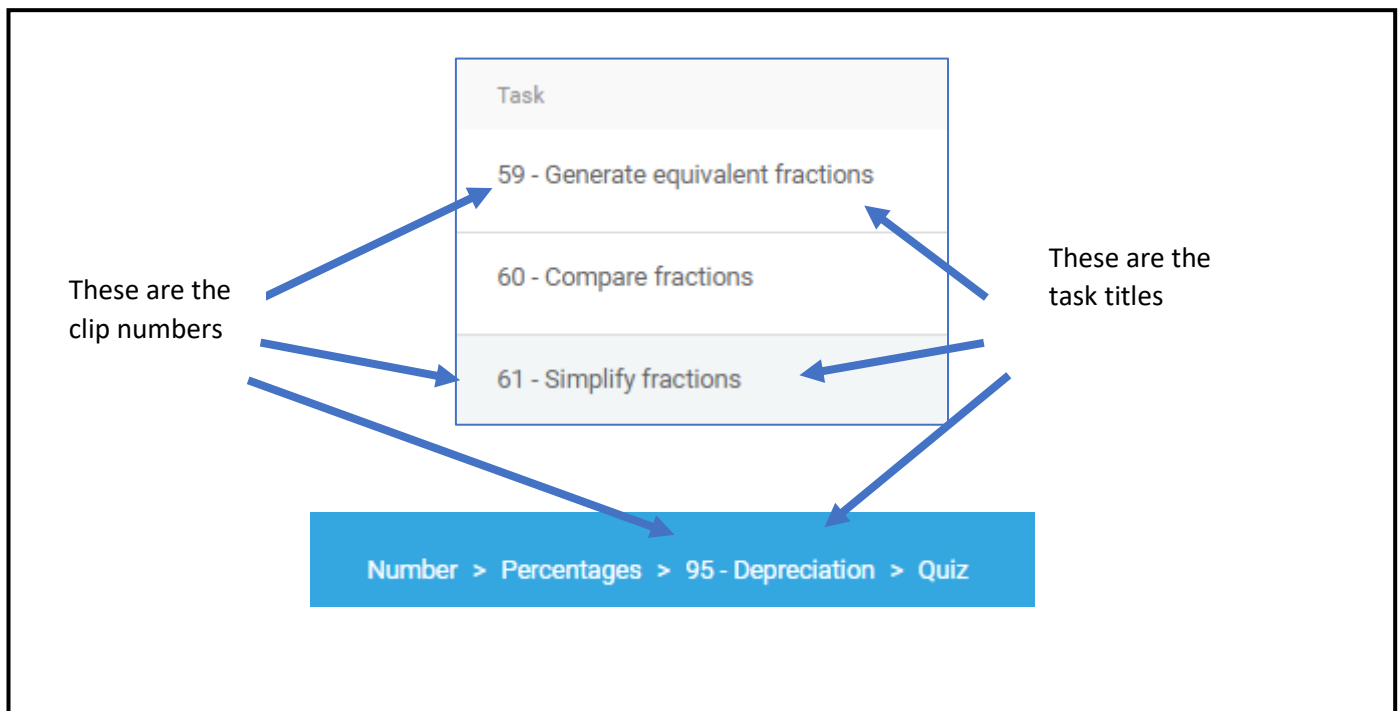 Task
59 - Generate equivalent fractions
These are the
clip numbers
60 - Compare fractions
These are the
task titles
61 - Simplify fractions
Number > Percentages > 95 - Depreciation > Quiz